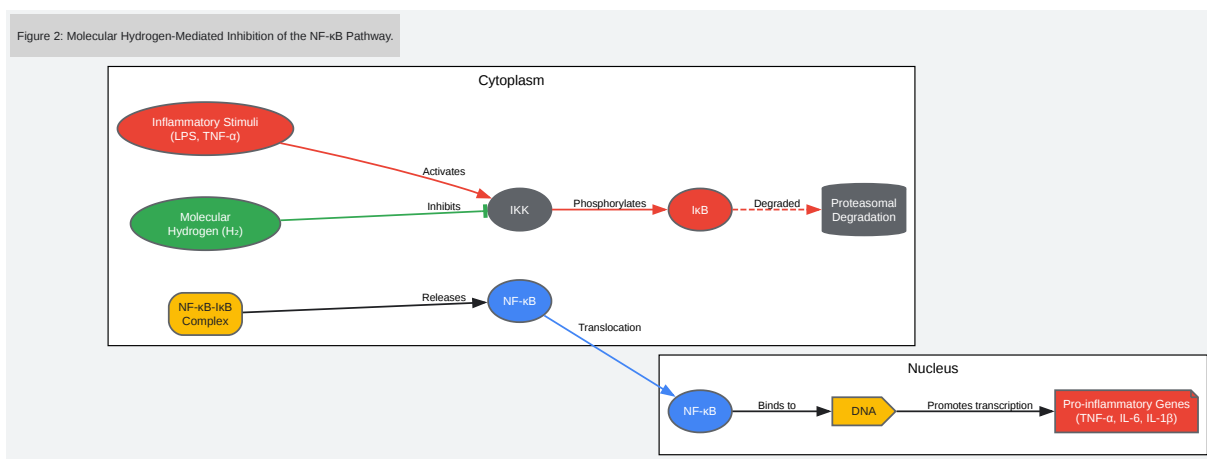 Figure 2: Molecular Hydrogen-Mediated Inhibition of the NF-κB Pathway.
Cytoplasm
Inflammatory Stimuli
(LPS, TNF-α)
Activates
Molecular
Hydrogen (H₂)
Inhibits
IKK
Phosphorylates
IκB
Degraded
Proteasomal
Degradation
NF-κB-IκB
Complex
Releases
NF-κB
Translocation
Nucleus
NF-κB
Binds to
DNA
Promotes transcription
Pro-inflammatory Genes
(TNF-α, IL-6, IL-1β)